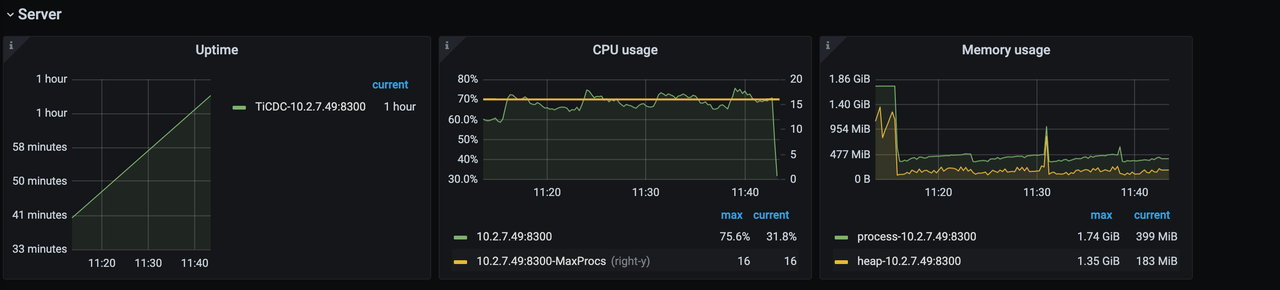 Server
Uptime
1 hour
1 hour
58 minutes
50 minutes
41 minutes
33 minutes
11:20 11:30 11:40
current
TiCDC-10.2.7.49:8300 1 hour
CPU usage
80%
70%
60.0%
50%
40%
30.0%
20
15
10
5
0
11:20 11:30 11:40
max current
10.2.7.49:8300 75.6% 31.8%
10.2.7.49:8300-MaxProcs (right-y) 16 16
Memory usage
1.86 GiB
1.40 GiB
954 MiB
477 MiB
0 B
11:20 11:30 11:40
max current
process-10.2.7.49:8300 1.74 GiB 399 MiB
heap-10.2.7.49:8300 1.35 GiB 183 MiB